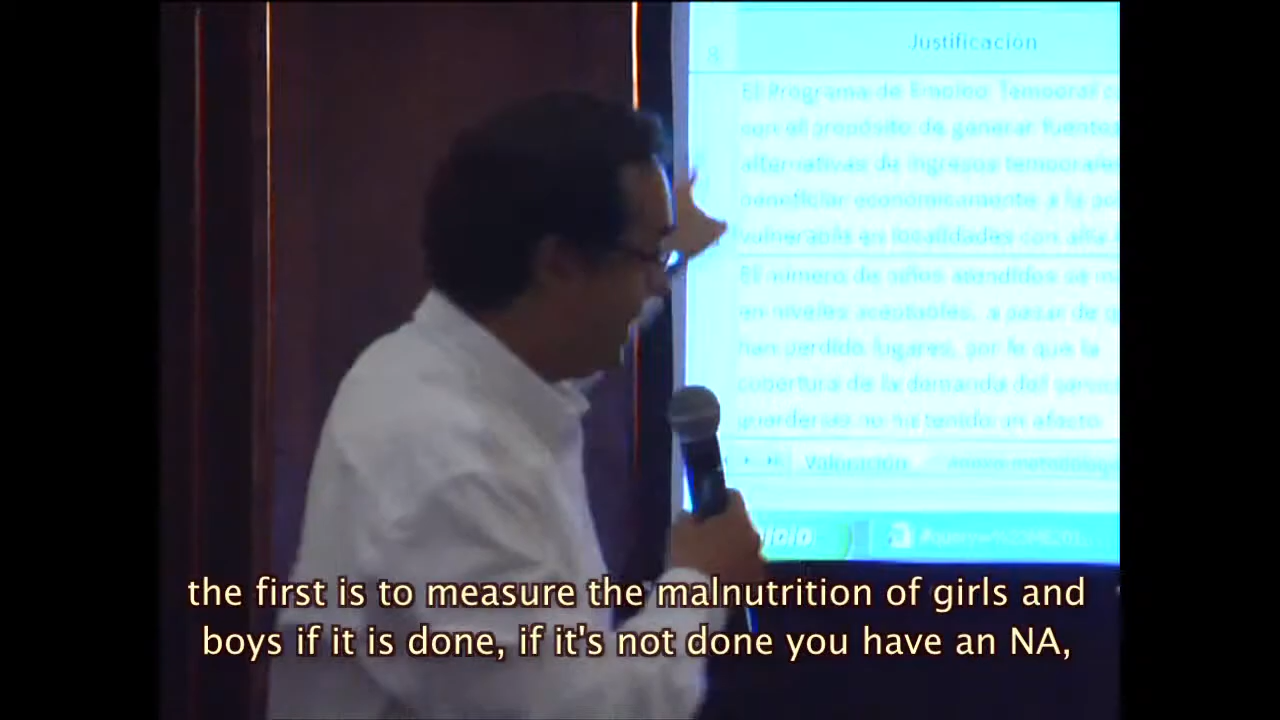 Justificacion
El Programa de Empleo Temporal
con el propósito de generar fuentes
alternativas de ingresos temporales
beneficiar económicamente a la
vulnerable en localidades con alta
El número de niños atendidos se
en niveles aceptables, a pesar de
han perdido lugares, por lo que la
cobertura de la demanda del
no ha tenido un
Valoración
the first is to measure the malnutrition of girls and
boys if it is done, if it's not done you have an NA,